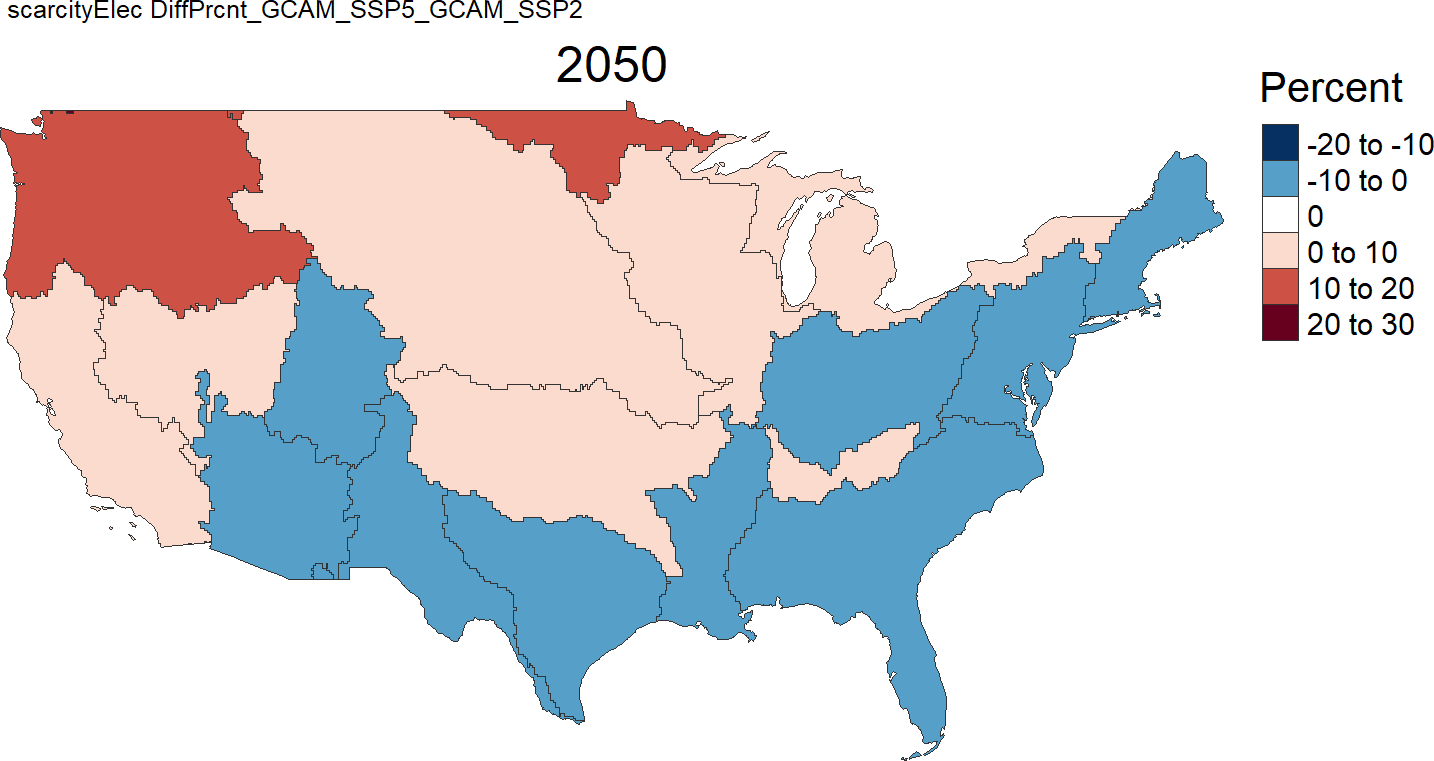 scarcityElec DiffPrcnt_GCAM_SSP5_GCAM_SSP2
2050
Percent
-20 to -10
-10 to 0
0
0 to 10
10 to 20
20 to 30